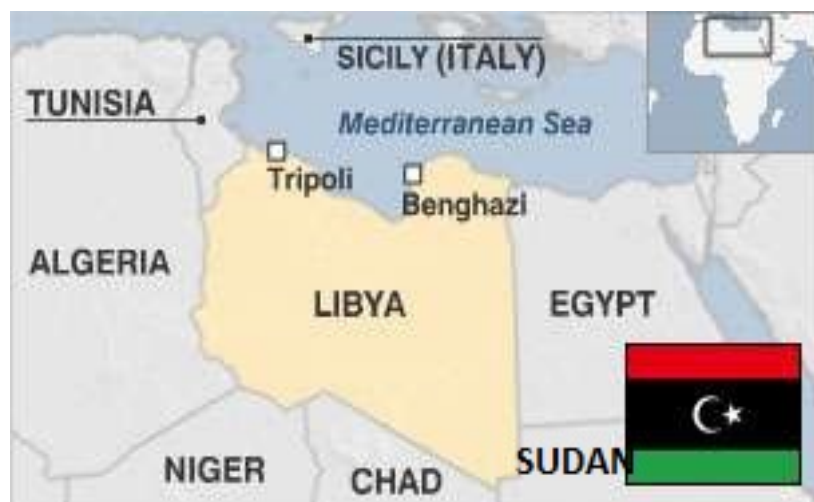 SICILY (ITALY)
TUNISIA
Mediterranean Sea
Tripoli
Benghazi
ALGERIA
LIBYA
EGYPT
SUDAN
NIGER
CHAD